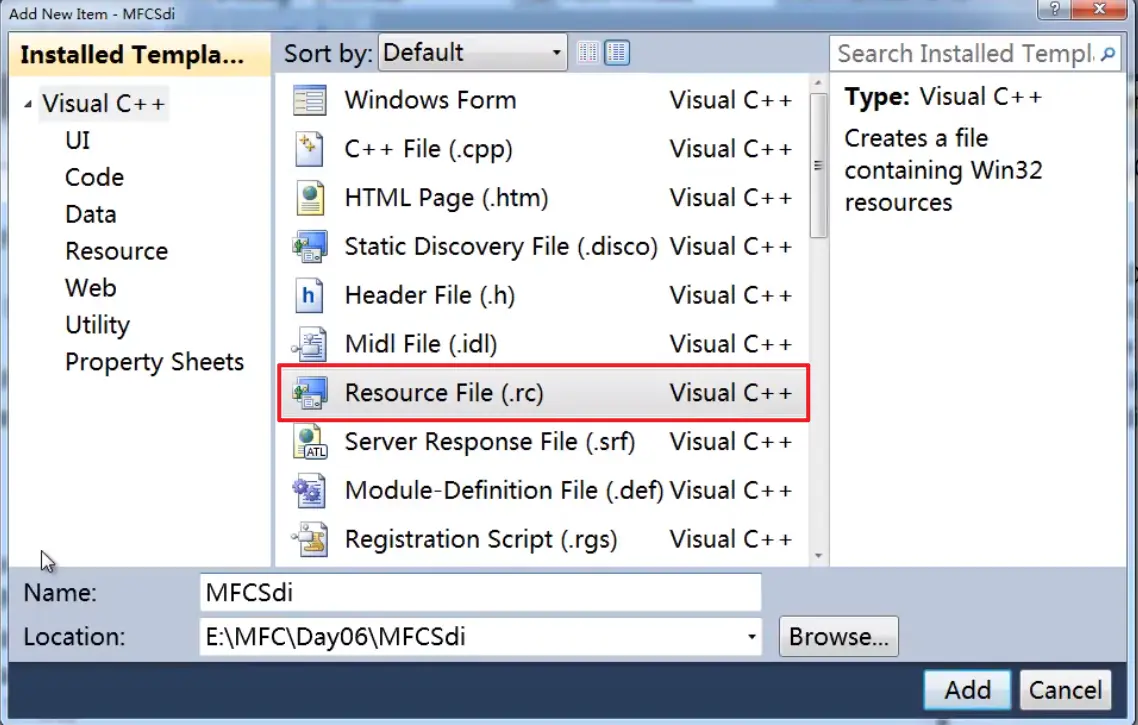 Add New Item - MFCSdi
Installed Templa...
Sort by: Default
Search Installed Templ
Visual C++
UI
Code
Data
Resource
Web
Utility
Property Sheets
Windows Form Visual C++
C++ File (.cpp) Visual C++
HTML Page (.htm) Visual C++
Static Discovery File (.disco) Visual C++
h Header File (.h) Visual C++
Midl File (.idl) Visual C++
Resource File (.rc) Visual C++
ATL Server Response File (.srf) Visual C++
Module-Definition File (.def) Visual C++
Registration Script (.rgs) Visual C++
Type: Visual C++
Creates a file
containing Win32
resources
Name: MFCSdi
Location: E:\MFC\Day06\MFCSdi
Browse...
Add Cancel